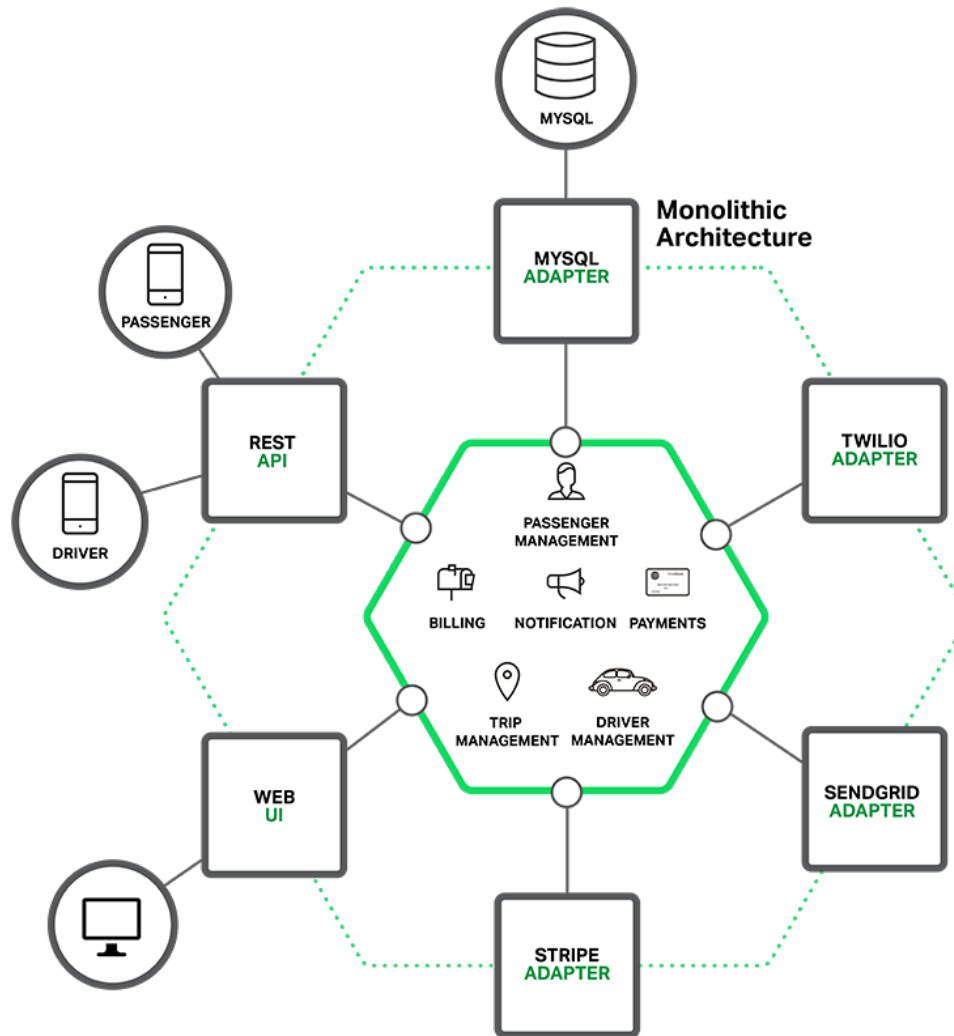 MYSQL
Monolithic
Architecture
MYSQL
ADAPTER
PASSENGER
REST
API
TWILIO
ADAPTER
DRIVER
PASSENGER
MANAGEMENT
BILLING
NOTIFICATION
PAYMENTS
TRIP
MANAGEMENT
DRIVER
MANAGEMENT
WEB
UI
SENDGRID
ADAPTER
STRIPE
ADAPTER